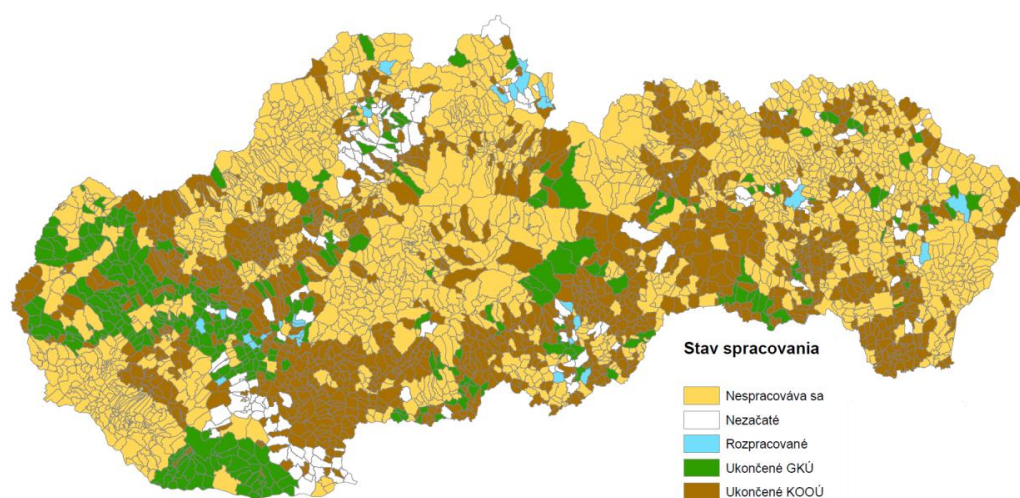 Stav spracovania
Nespracováva sa
Nezačaté
Rozpracované
Ukončené GKÚ
Ukončené KOOÚ